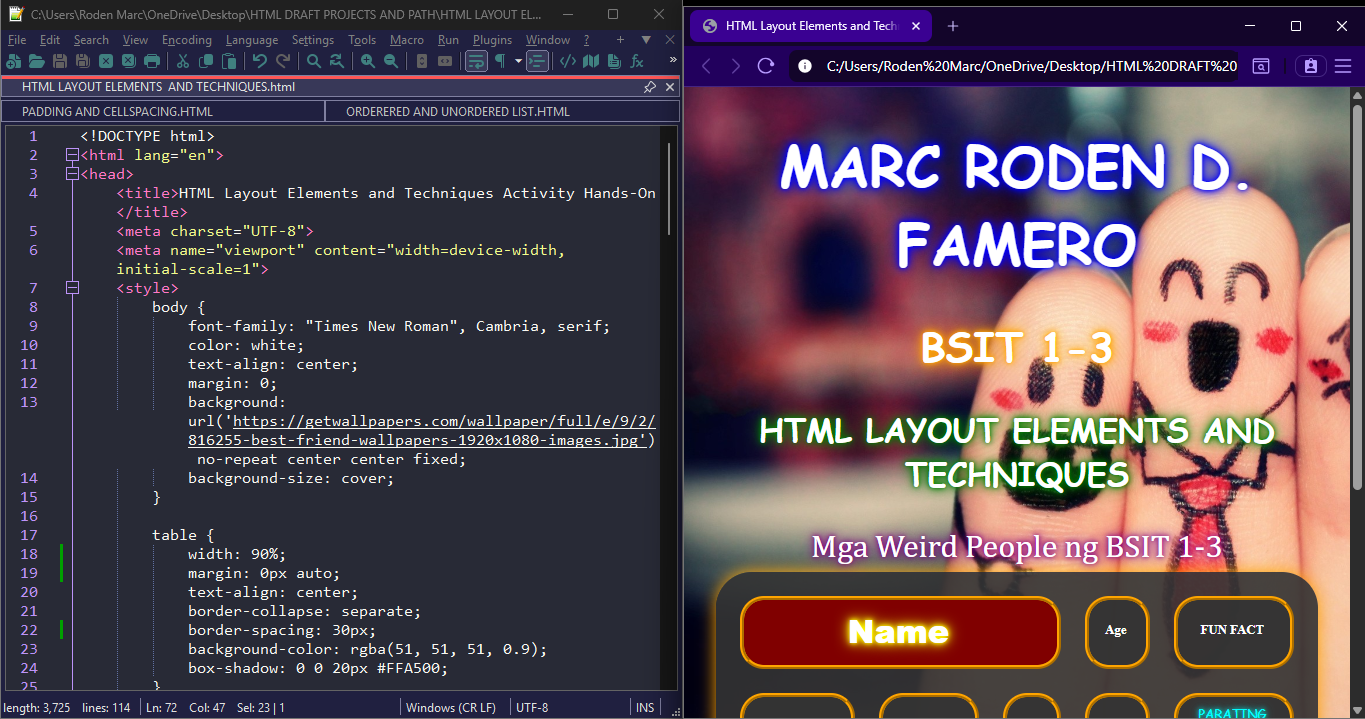 C:\Users\Roden Marc\OneDrive\Desktop\HTML DRAFT PROJECTS AND PATH\HTML LAYOUT EL...
File Edit Search View Encoding Language Settings Tools Macro Run Plugins Window ?
HTML LAYOUT ELEMENTS  AND TECHNIQUES.html
PADDING AND CELLSPACING.HTML
ORDERERED AND UNORDERED LIST.HTML
1 <!DOCTYPE html>
2 <html lang="en">
3 <head>
4 <title>HTML Layout Elements and Techniques Activity Hands-On
</title>
5 <meta charset="UTF-8">
6 <meta name="viewport" content="width=device-width,
initial-scale=1">
7 <style>
8 body {
9 font-family: "Times New Roman", Cambria, serif;
10 color: white;
11 text-align: center;
12 margin: 0;
13 background:
url('https://getwallpapers.com/wallpaper/full/e/9/2/
816255-best-friend-wallpapers-1920x1080-images.jpg')
no-repeat center center fixed;
14 background-size: cover;
15 }
16
17 table {
18 width: 90%;
19 margin: 0px auto;
20 text-align: center;
21 border-collapse: separate;
22 border-spacing: 30px;
23 background-color: rgba(51, 51, 51, 0.9);
24 box-shadow: 0 0 20px #FFA500;
25 }
length: 3,725 lines: 114 Ln: 72 Col: 47 Sel: 23 | 1 Windows (CR LF) UTF-8 INS
HTML Layout Elements and Techn
C:/Users/Roden%20Marc/OneDrive/Desktop/HTML%20DRAFT%20
MARC RODEN D.
FAMERO
BSIT 1-3
HTML LAYOUT ELEMENTS AND
TECHNIQUES
Mga Weird People ng BSIT 1-3
Name
Age
FUN FACT
PARATING